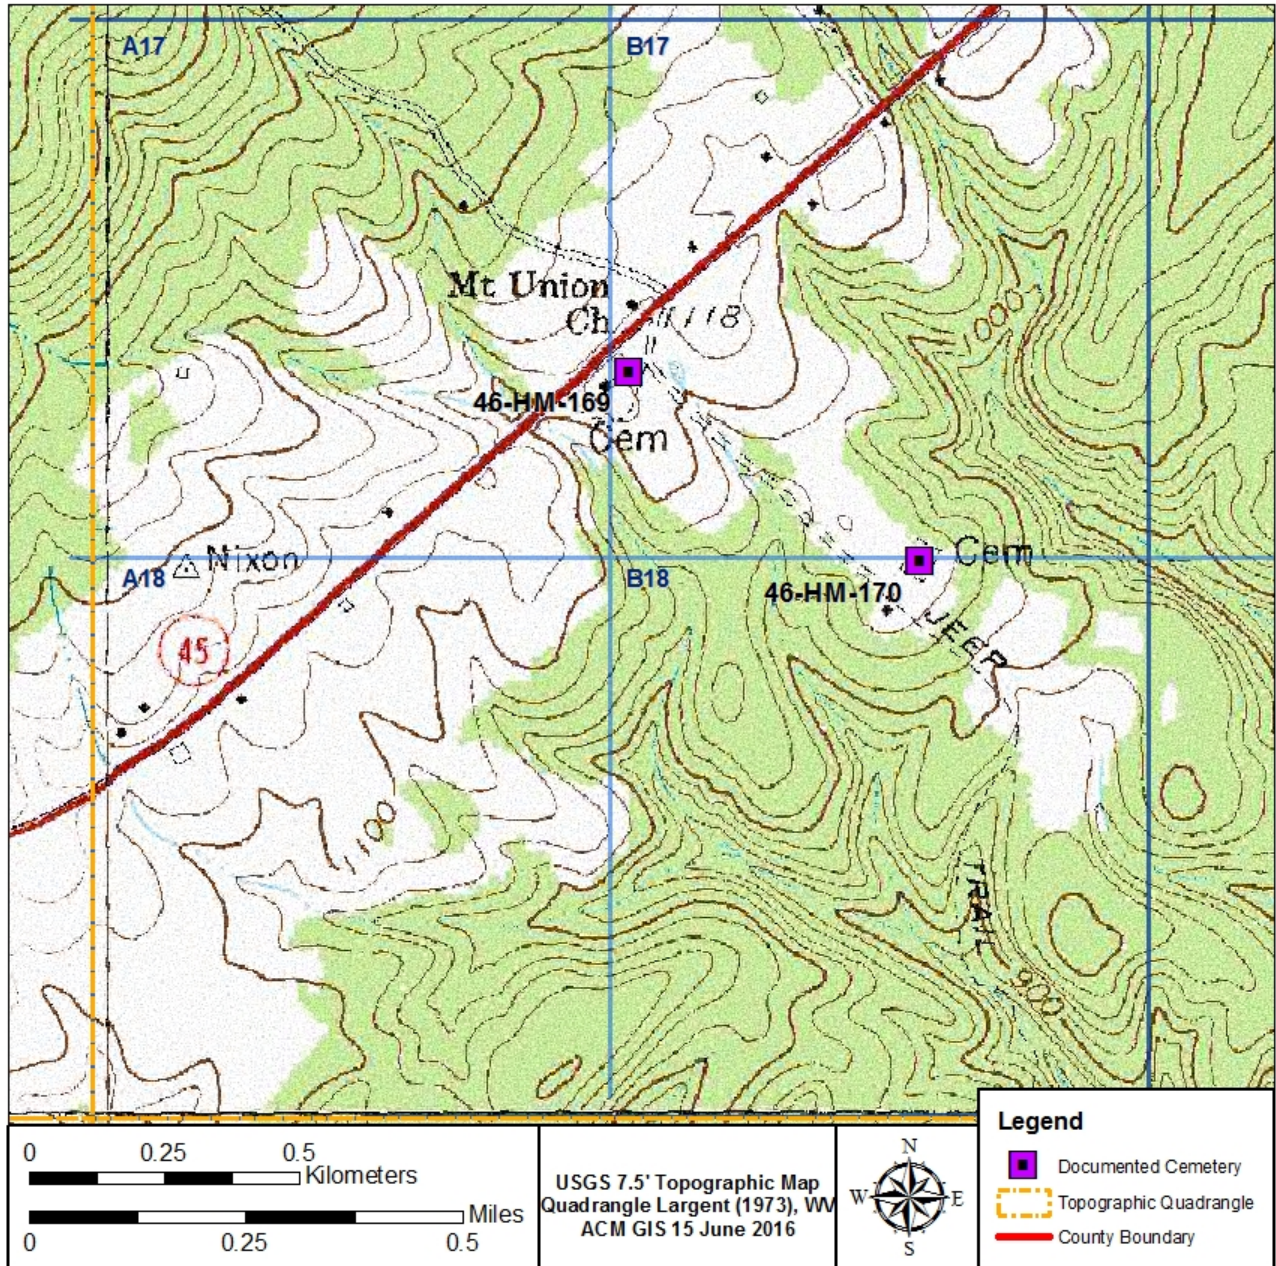 A17
B17
Mt Union
Ch
1118
1000
46-HM-169
Cem
Nixon
A18
B18
Cem
46-HM-170
45
JEEP
1100
TRAIL
900
0 0.25 0.5
Kilometers
Miles
0 0.25 0.5
USGS 7.5' Topographic Map
Quadrangle Largent (1973), WV
ACM GIS 15 June 2016
N
W E
S
Legend
Documented Cemetery
Topographic Quadrangle
County Boundary